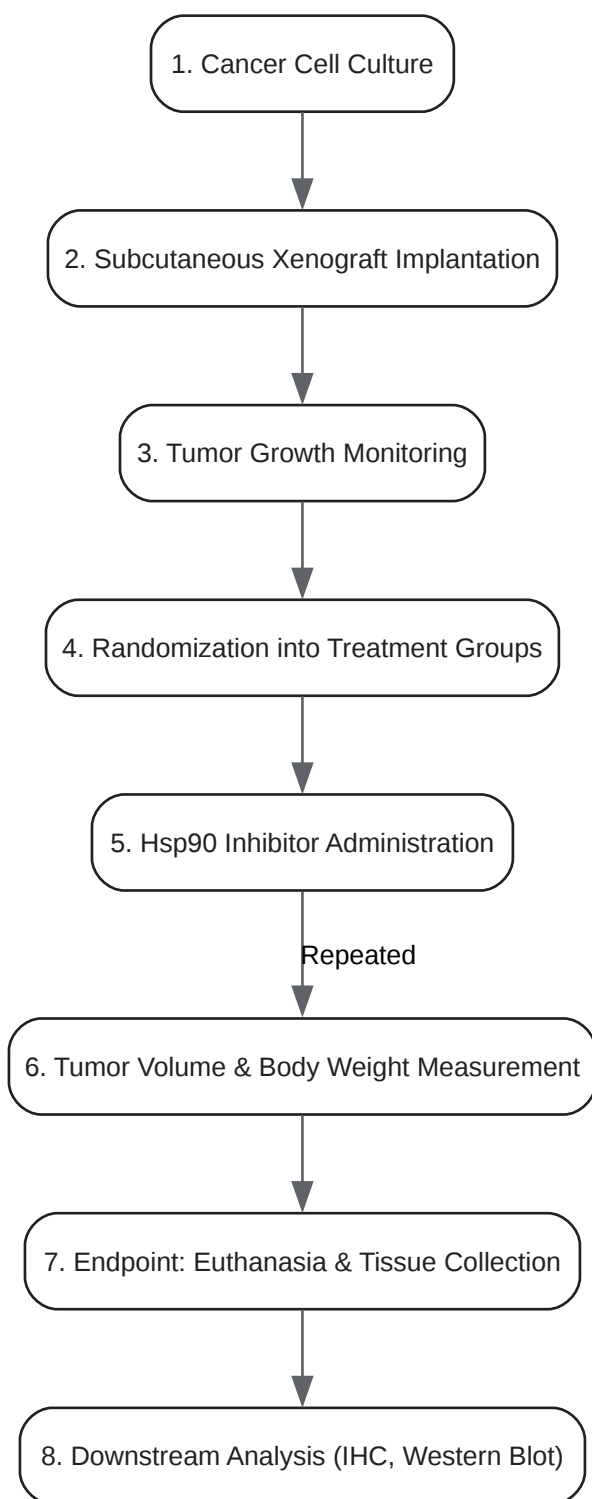 1. Cancer Cell Culture
2. Subcutaneous Xenograft Implantation
3. Tumor Growth Monitoring
4. Randomization into Treatment Groups
5. Hsp90 Inhibitor Administration
Repeated
6. Tumor Volume & Body Weight Measurement
7. Endpoint: Euthanasia & Tissue Collection
8. Downstream Analysis (IHC, Western Blot)